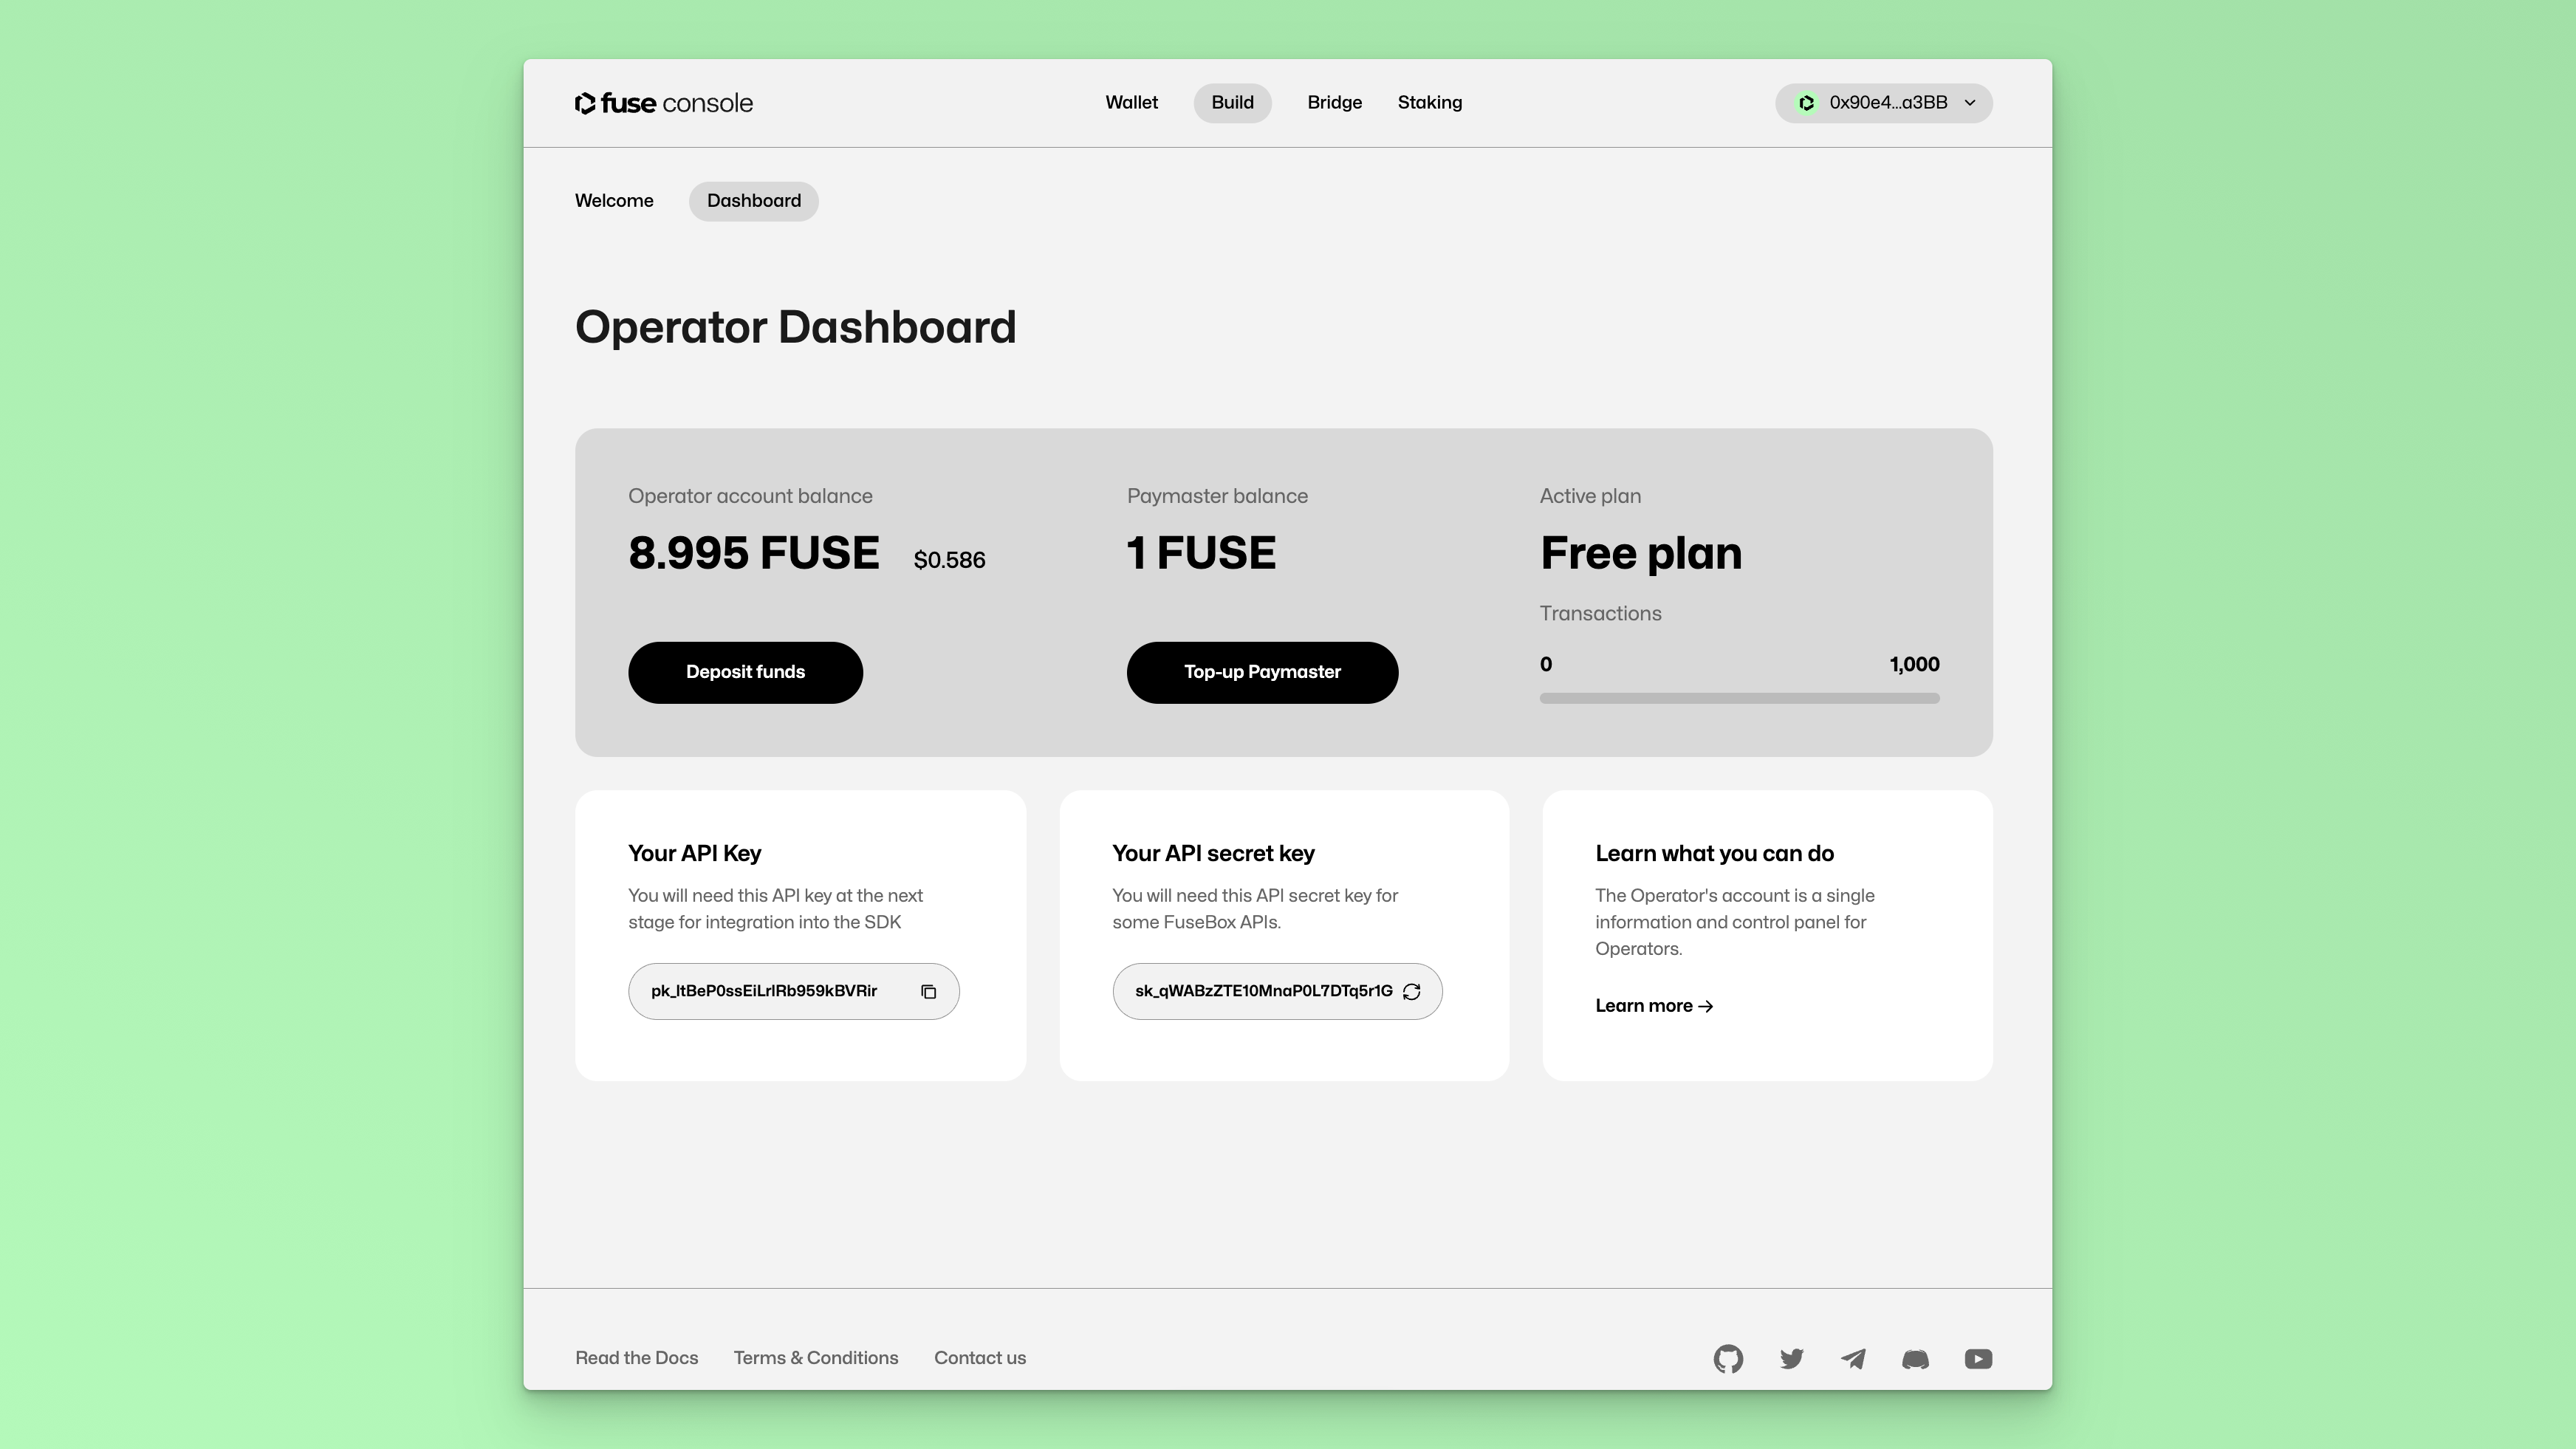 fuse console
Wallet
Build
Bridge
Staking
0x90e4...a3BB
Welcome
Dashboard
Operator Dashboard
Operator account balance
8.995 FUSE $0.586
Deposit funds
Paymaster balance
1 FUSE
Top-up Paymaster
Active plan
Free plan
Transactions
0 1,000
Your API Key
You will need this API key at the next
stage for integration into the SDK
pk_ltBeP0ssEiLrlRb959kBVRir
Your API secret key
You will need this API secret key for
some FuseBox APIs.
sk_qWABzZTE10MnaP0L7DTq5r1G
Learn what you can do
The Operator's account is a single
information and control panel for
Operators.
Learn more →
Read the Docs
Terms & Conditions
Contact us